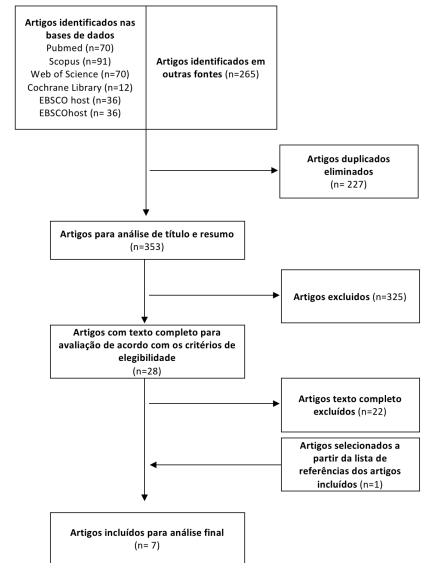 Artigos identificados nas
bases de dados
Pubmed (n=70)
Scopus (n=91)
Web of Science (n=70)
Cochrane Library (n=12)
EBSCO host (n=36)
EBSCOhost (n= 36)
Artigos identificados em
outras fontes (n=265)
Artigos duplicados
eliminados
(n= 227)
Artigos para análise de título e resumo
(n=353)
Artigos excluidos (n=325)
Artigos com texto completo para
avaliação de acordo com os critérios de
elegibilidade
(n=28)
Artigos texto completo
excluídos (n=22)
Artigos selecionados a
partir da lista de
referências dos artigos
incluídos (n=1)
Artigos incluídos para análise final
(n= 7)